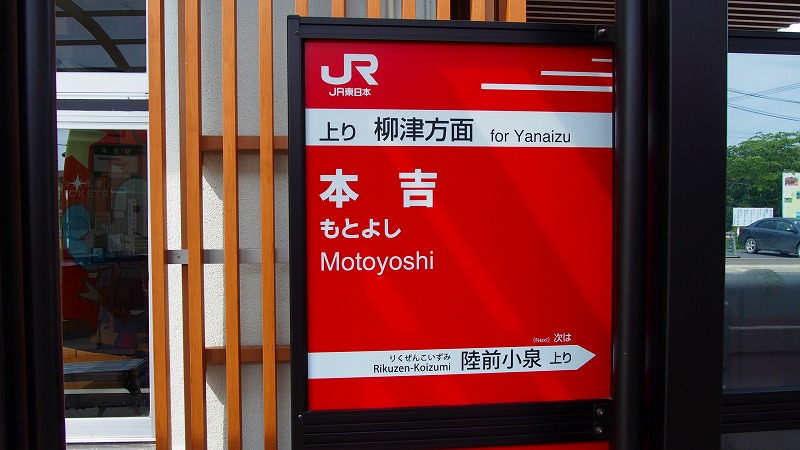 JR
JR東日本
上り 柳津方面 for Yanaizu
本 吉
もとよし
Motoyoshi
(Next) 次は
りくぜんこいずみ
Rikuzen-Koizumi 陸前小泉 上り